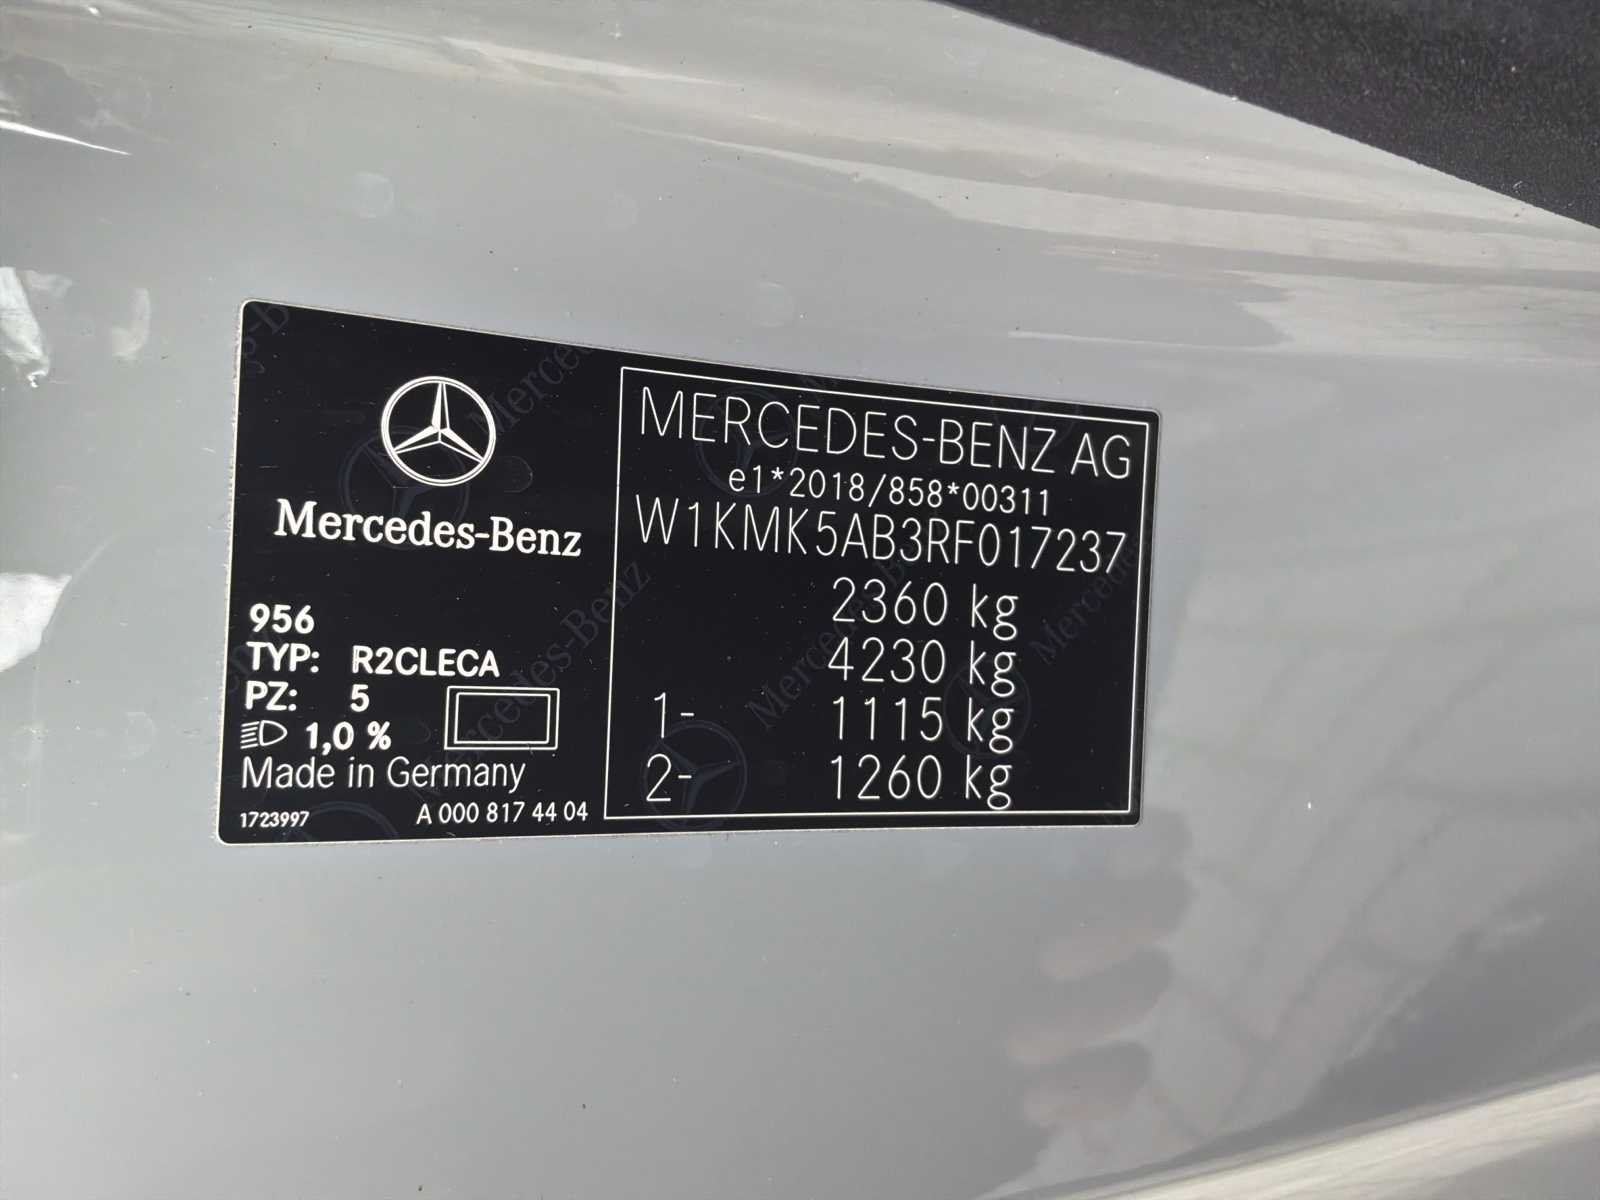 Mercedes-Benz
956
TYP: R2CLECA
PZ: 5
1,0 %
Made in Germany
1723997
A 000 817 44 04
MERCEDES-BENZ AG
e1*2018/858*00311
W1KMK5AB3RF017237
2360 kg
4230 kg
1- 1115 kg
2- 1260 kg